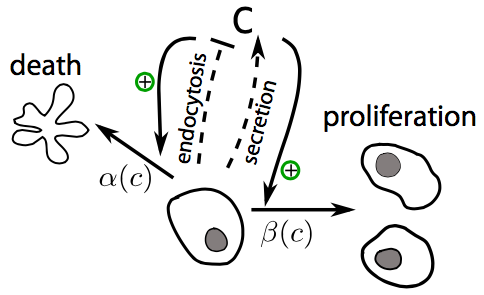 C
death
⊕
endocytosis
secretion
proliferation
⊕
α(c)
β(c)